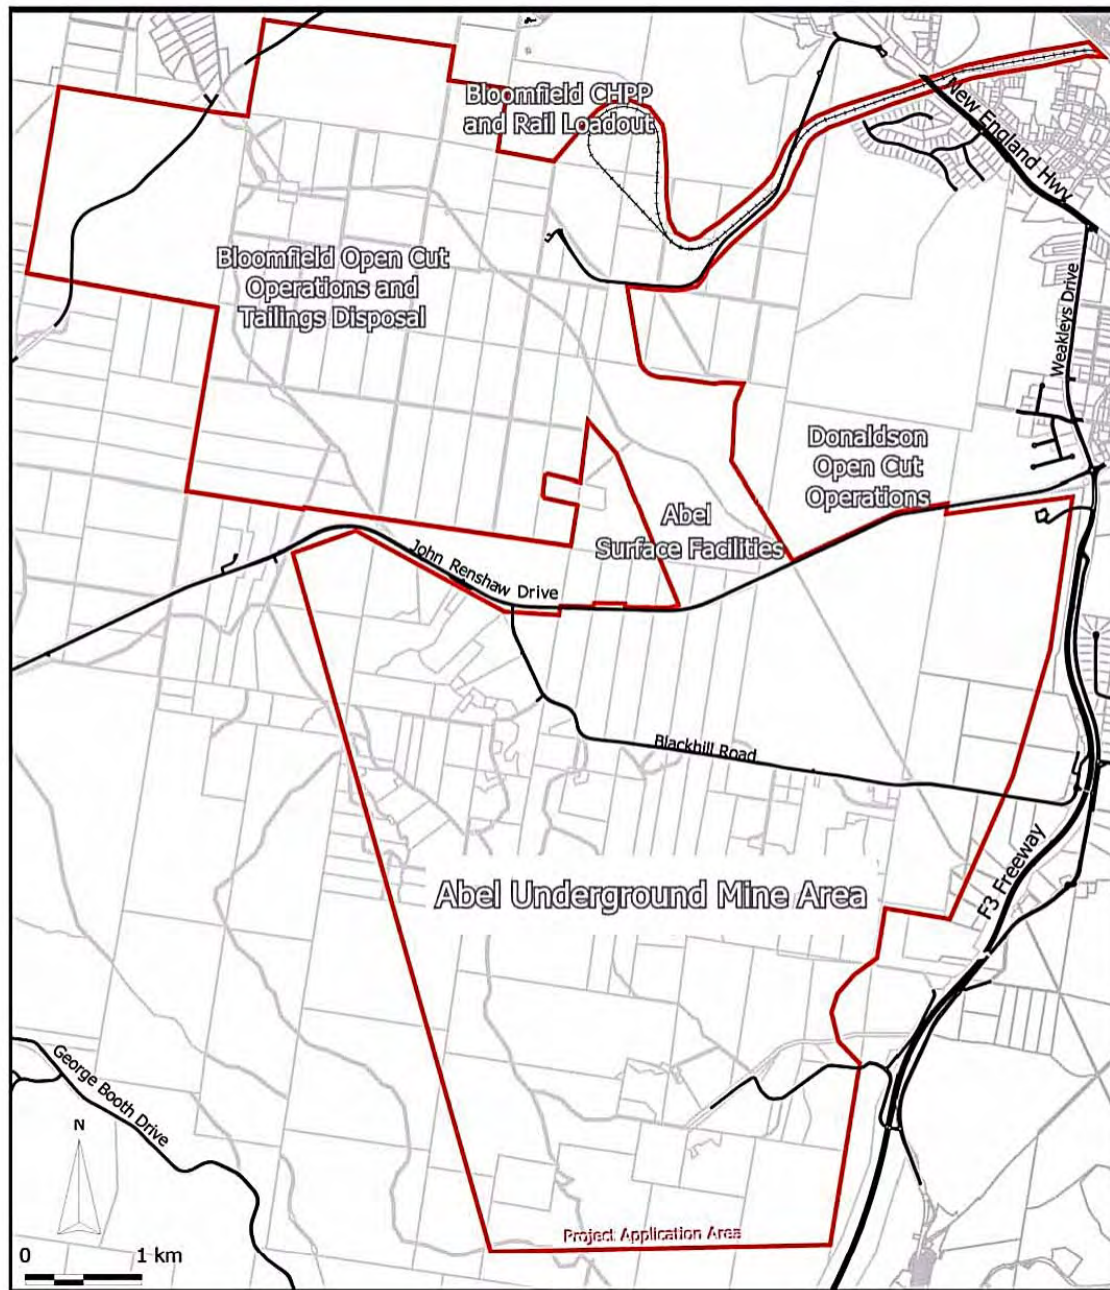 Bloomfield CHPP
and Rail Loadout
New England Hwy
Bloomfield Open Cut
Operations and
Tailings Disposal
Weakleys Drive
Donaldson
Open Cut
Operations
Abel
Surface Facilities
John Renshaw Drive
Blackhill Road
F3 Freeway
Abel Underground Mine Area
George Booth Drive
N
Project Application Area
0 1 km